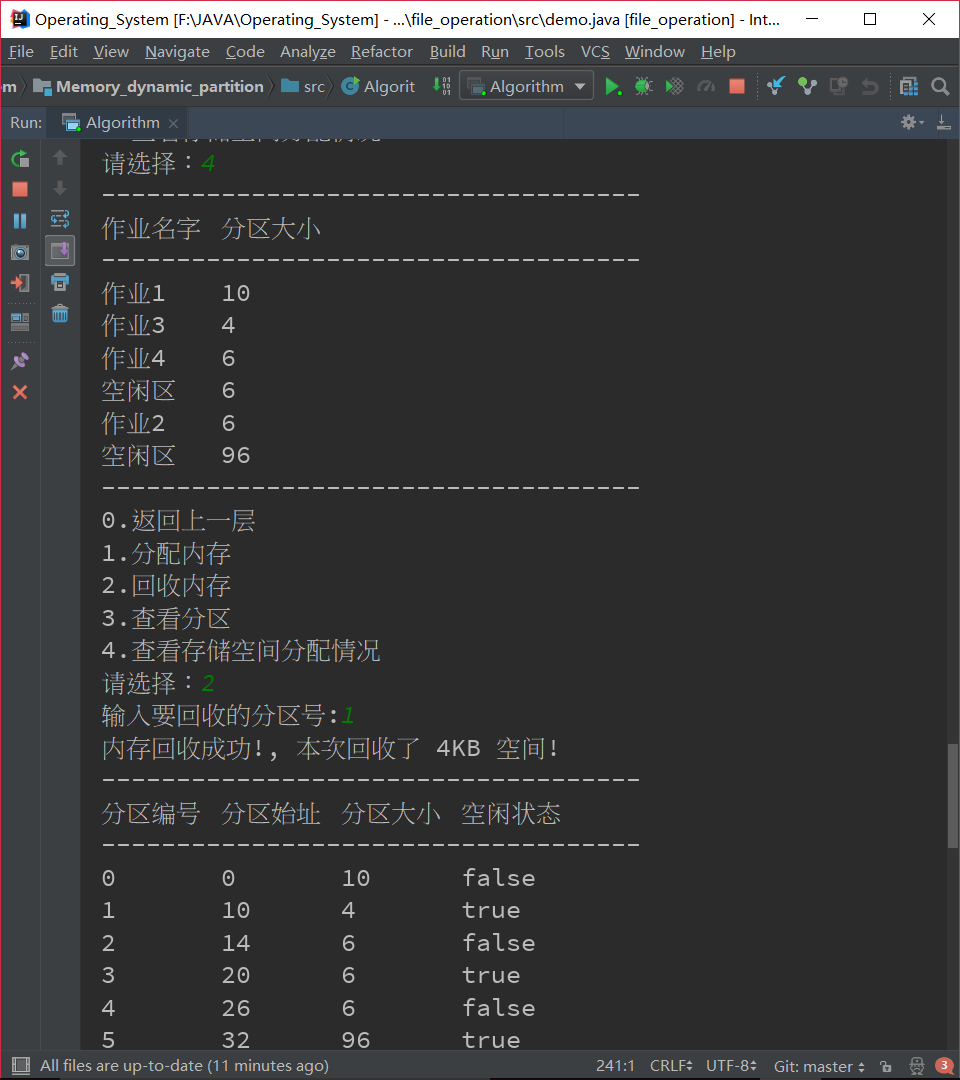 Operating_System [F:\JAVA\Operating_System] - ...\file_operation\src\demo.java [file_operation] - Int...
File Edit View Navigate Code Analyze Refactor Build Run Tools VCS Window Help
m Memory_dynamic_partition src Algorit Algorithm
Run: Algorithm
请选择：4
------------------------------------
作业名字 分区大小
------------------------------------
作业1 10
作业3 4
作业4 6
空闲区 6
作业2 6
空闲区 96
------------------------------------
0.返回上一层
1.分配内存
2.回收内存
3.查看分区
4.查看存储空间分配情况
请选择：2
输入要回收的分区号:1
内存回收成功!, 本次回收了 4KB 空间!
------------------------------------
分区编号 分区始址 分区大小 空闲状态
------------------------------------
0 0 10 false
1 10 4 true
2 14 6 false
3 20 6 true
4 26 6 false
5 32 96 true
All files are up-to-date (11 minutes ago) 241:1 CRLF UTF-8 Git: master 3